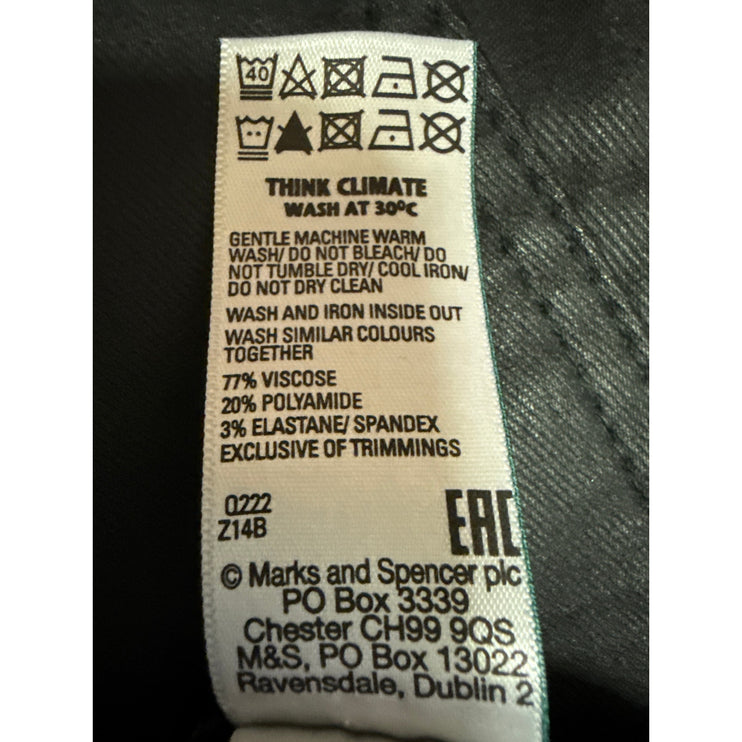 40
THINK CLIMATE
WASH AT 30ºC
GENTLE MACHINE WARM
WASH/ DO NOT BLEACH/ DO
NOT TUMBLE DRY/ COOL IRON/
DO NOT DRY CLEAN
WASH AND IRON INSIDE OUT
WASH SIMILAR COLOURS
TOGETHER
77% VISCOSE
20% POLYAMIDE
3% ELASTANE/ SPANDEX
EXCLUSIVE OF TRIMMINGS
0222
Z14B
EAC
© Marks and Spencer plc
PO Box 3339
Chester CH99 9QS
M&S, PO Box 13022
Ravensdale, Dublin 2